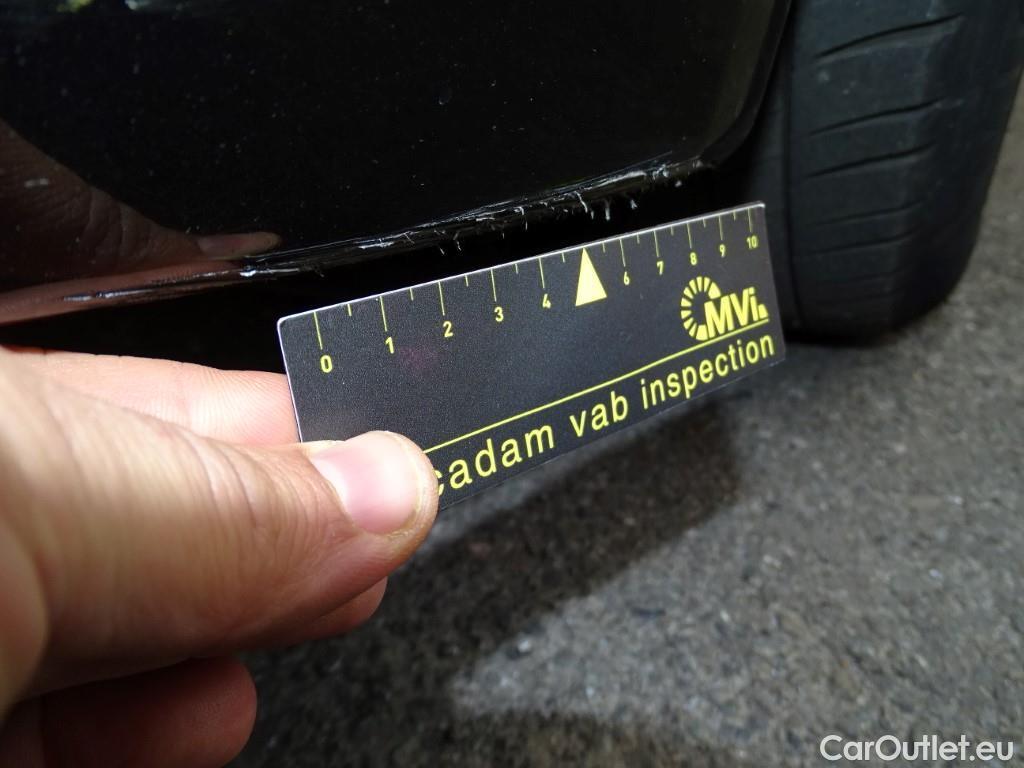 0 1 2 3 4 6 7 8 9 10
MVi
cadam vab inspection
CarOutlet.eu